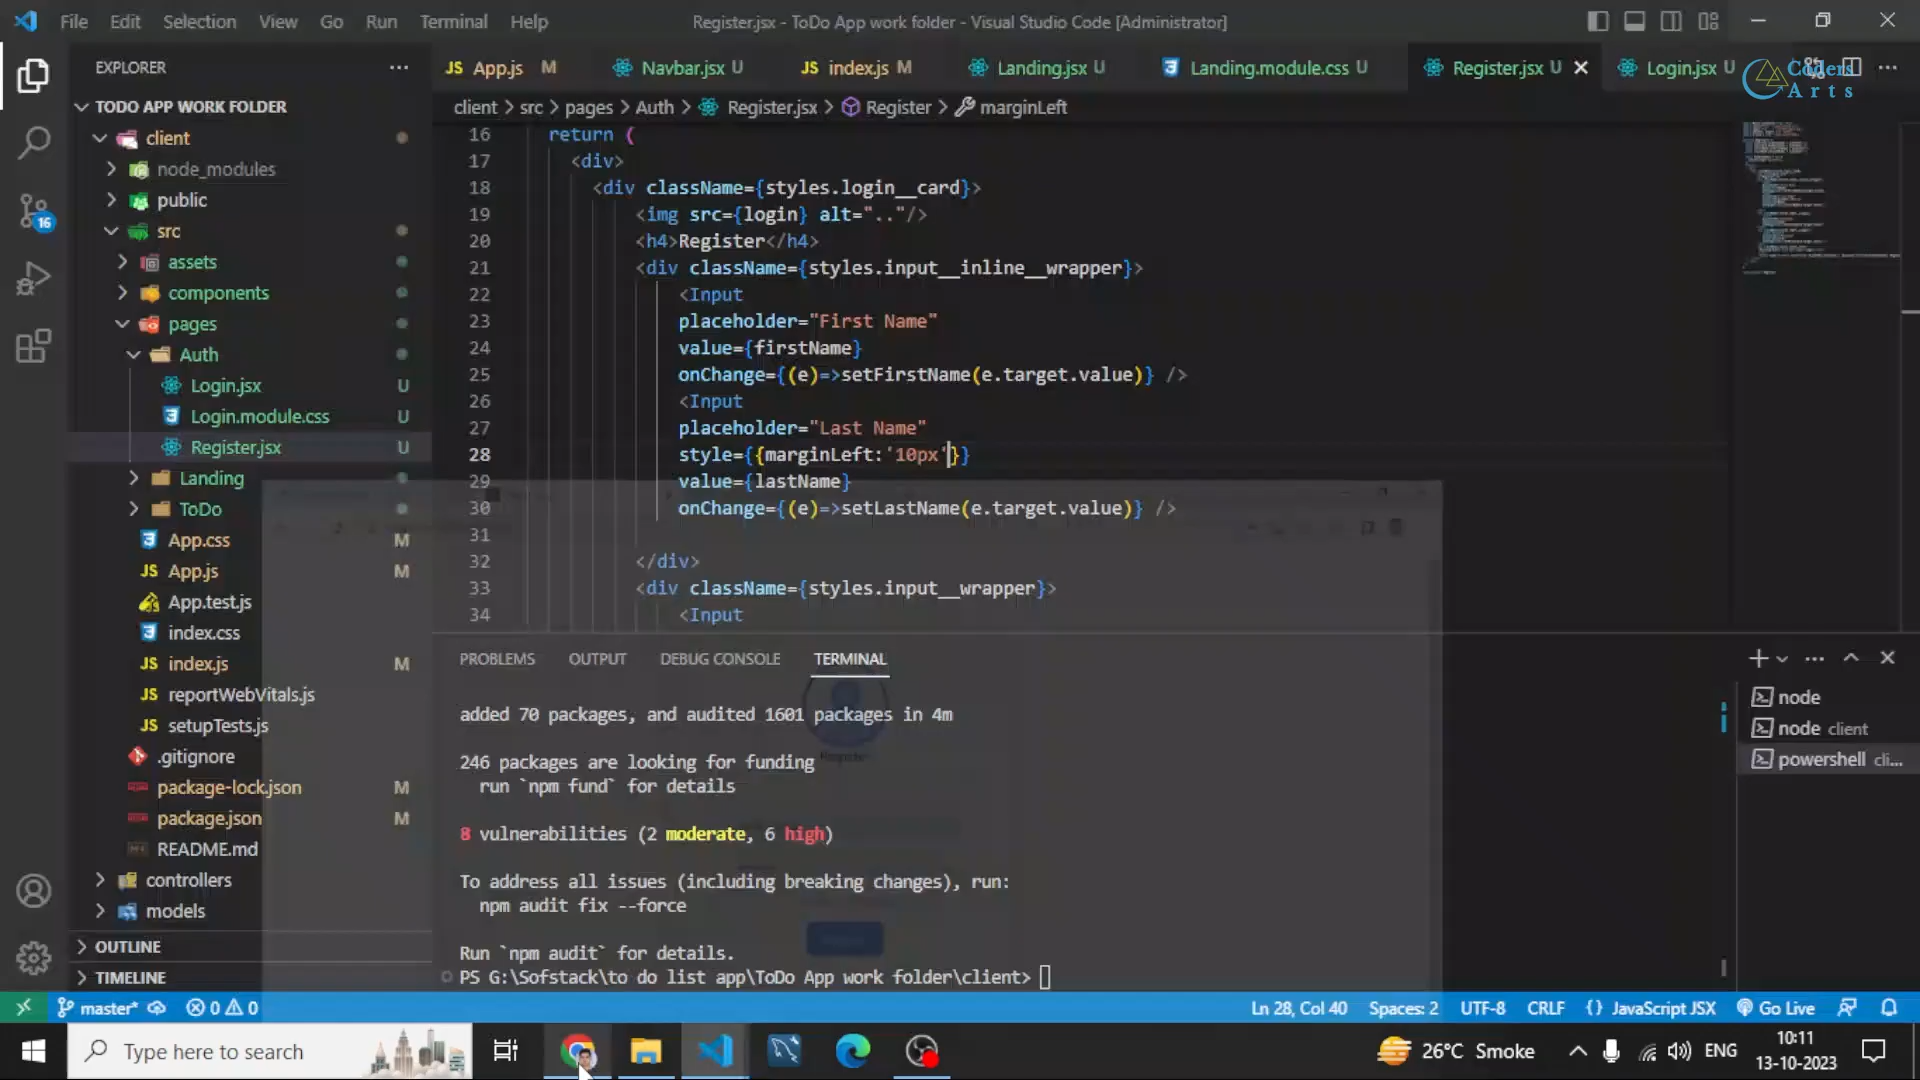 File Edit Selection View Go Run Terminal Help
Register.jsx - ToDo App work folder - Visual Studio Code [Administrator]
EXPLORER
JS App.js M
Navbar.jsx U
JS index.js M
Landing.jsx U
Landing.module.css U
Register.jsx U
Login.jsx U
Coders
Arts
TODO APP WORK FOLDER
client > src > pages > Auth > Register.jsx > Register > marginLeft
client
node_modules
public
src
assets
components
pages
Auth
Login.jsx U
Login.module.css U
Register.jsx U
Landing
ToDo
App.css M
JS App.js M
App.test.js
index.css
JS index.js M
JS reportWebVitals.js
JS setupTests.js
.gitignore
package-lock.json M
package.json M
README.md
controllers
models
OUTLINE
TIMELINE
16
16 return (
17 <div>
18 <div className={styles.login__card}>
19 <img src={login} alt=".."/>
20 <h4>Register</h4>
21 <div className={styles.input__inline__wrapper}>
22 <Input
23 placeholder="First Name"
24 value={firstName}
25 onChange={(e)=>setFirstName(e.target.value)} />
26 <Input
27 placeholder="Last Name"
28 style={{marginLeft:'10px'}}
29 value={lastName}
30 onChange={(e)=>setLastName(e.target.value)} />
31
32 </div>
33 <div className={styles.input__wrapper}>
34 <Input
PROBLEMS OUTPUT DEBUG CONSOLE TERMINAL
added 70 packages, and audited 1601 packages in 4m
246 packages are looking for funding
run `npm fund` for details
Register
8 vulnerabilities (2 moderate, 6 high)
To address all issues (including breaking changes), run:
npm audit fix --force
Run `npm audit` for details.
PS G:\Sofstack\to do list app\ToDo App work folder\client>
node
node client
powershell cli...
master* 0 0
Ln 28, Col 40 Spaces: 2 UTF-8 CRLF {} JavaScript JSX Go Live
Type here to search
26°C Smoke
ENG
10:11
13-10-2023